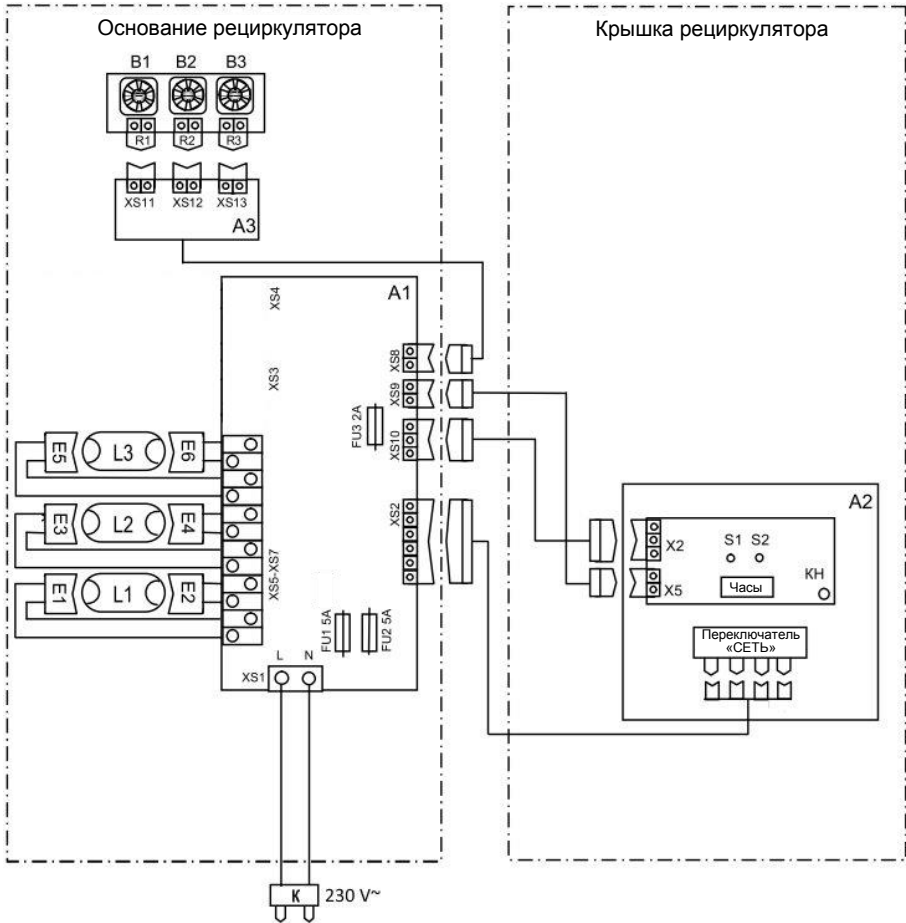 Основание рециркулятора
Крышка рециркулятора
B1 B2 B3
R1 R2 R3
XS11 XS12 XS13
A3
A1
XS4
XS8
XS3
XS9
FU3 2A
XS10
E5 L3 E6
A2
XS2
E3 L2 E4
S1 S2
X2
XS5-XS7
КН
E1 L1 E2
X5
Часы
FU1 5A
FU2 5A
Переключатель
«СЕТЬ»
L N
XS1
К 230 V~